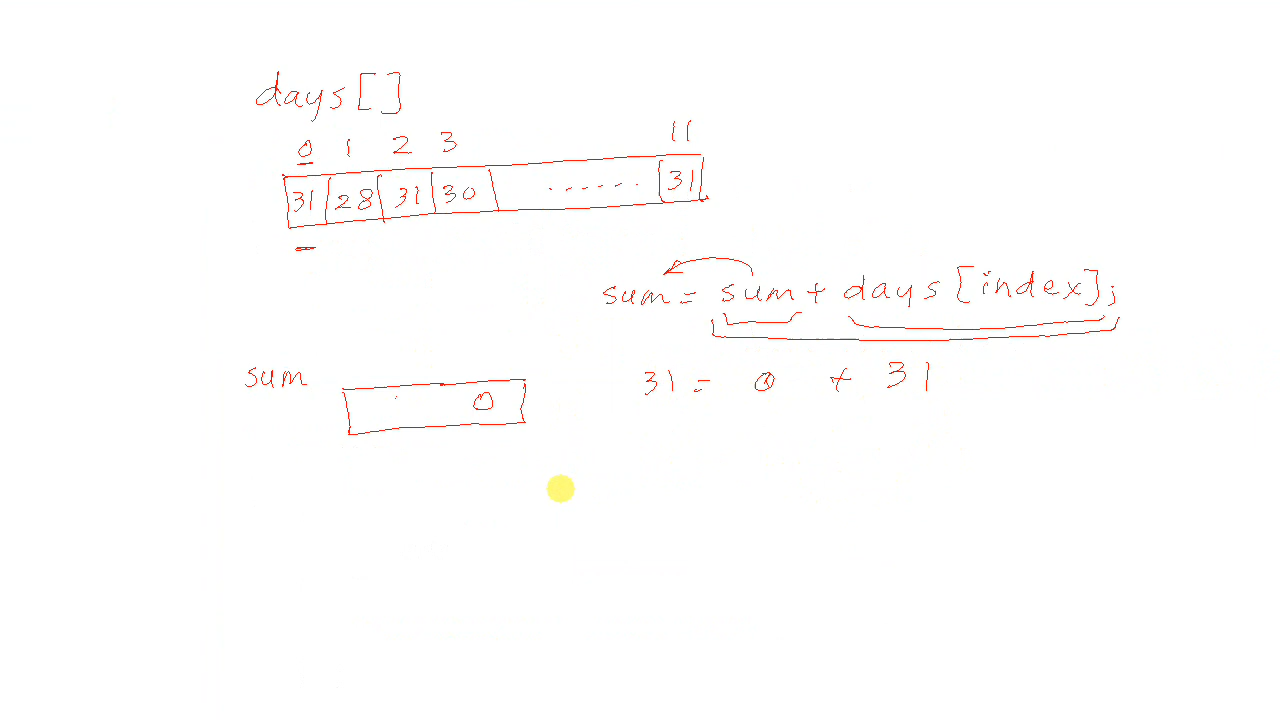 days[]
0 1 2 3 11
31 28 31 30 ...... 31
sum = sum + days[index];
sum 0
31 = 0 + 31